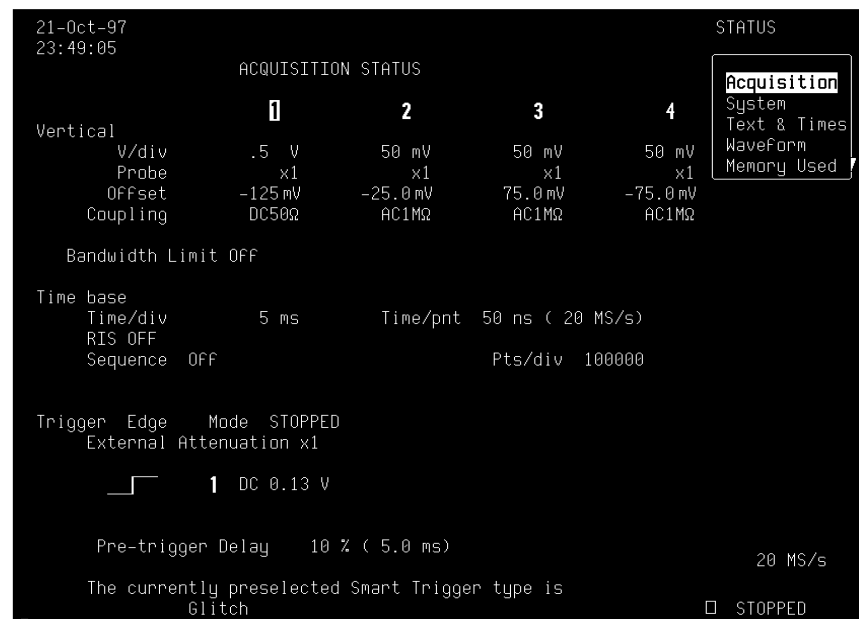 21-Oct-97 STATUS
23:49:05
ACQUISITION STATUS
Acquisition
System
Text & Times
Waveform
Memory Used
1 2 3 4
Vertical
V/div .5 V 50 mV 50 mV 50 mV
Probe x1 x1 x1 x1
Offset -125 mV -25.0 mV 75.0 mV -75.0 mV
Coupling DC50Ω AC1MΩ AC1MΩ AC1MΩ
Bandwidth Limit Off
Time base
Time/div 5 ms Time/pnt 50 ns ( 20 MS/s)
RIS OFF
Sequence Off Pts/div 100000
Trigger Edge Mode STOPPED
External Attenuation x1
1 DC 0.13 V
Pre-trigger Delay 10 % ( 5.0 ms)
20 MS/s
The currently preselected Smart Trigger type is
Glitch
STOPPED